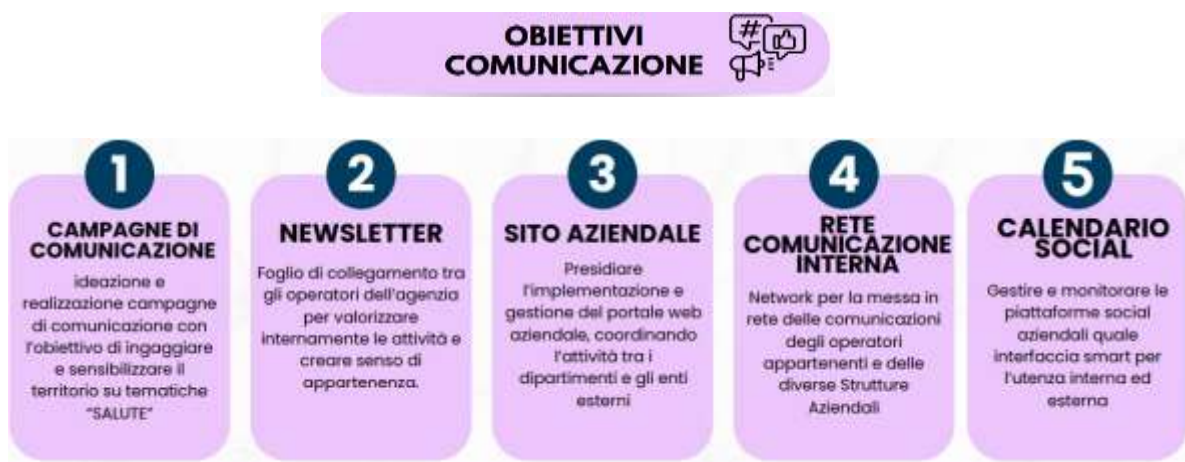 OBIETTIVI
COMUNICAZIONE
#
1
CAMPAGNE DI
COMUNICAZIONE
ideazione e
realizzazione campagne
di comunicazione con
l'obiettivo di ingaggiare
e sensibilizzare il
territorio su tematiche
"SALUTE"
2
NEWSLETTER
Foglio di collegamento tra
gli operatori dell'agenzia
per valorizzare
internamente le attività e
creare senso di
appartenenza.
3
SITO AZIENDALE
Presidiare
l'implementazione e
gestione del portale web
aziendale, coordinando
l'attività tra i
dipartimenti e gli enti
esterni
4
RETE
COMUNICAZIONE
INTERNA
Network per la messa in
rete delle comunicazioni
degli operatori
appartenenti e delle
diverse Strutture
Aziendali
5
CALENDARIO
SOCIAL
Gestire e monitorare le
piattaforme social
aziendali quale
interfaccia smart per
l'utenza interna ed
esterna